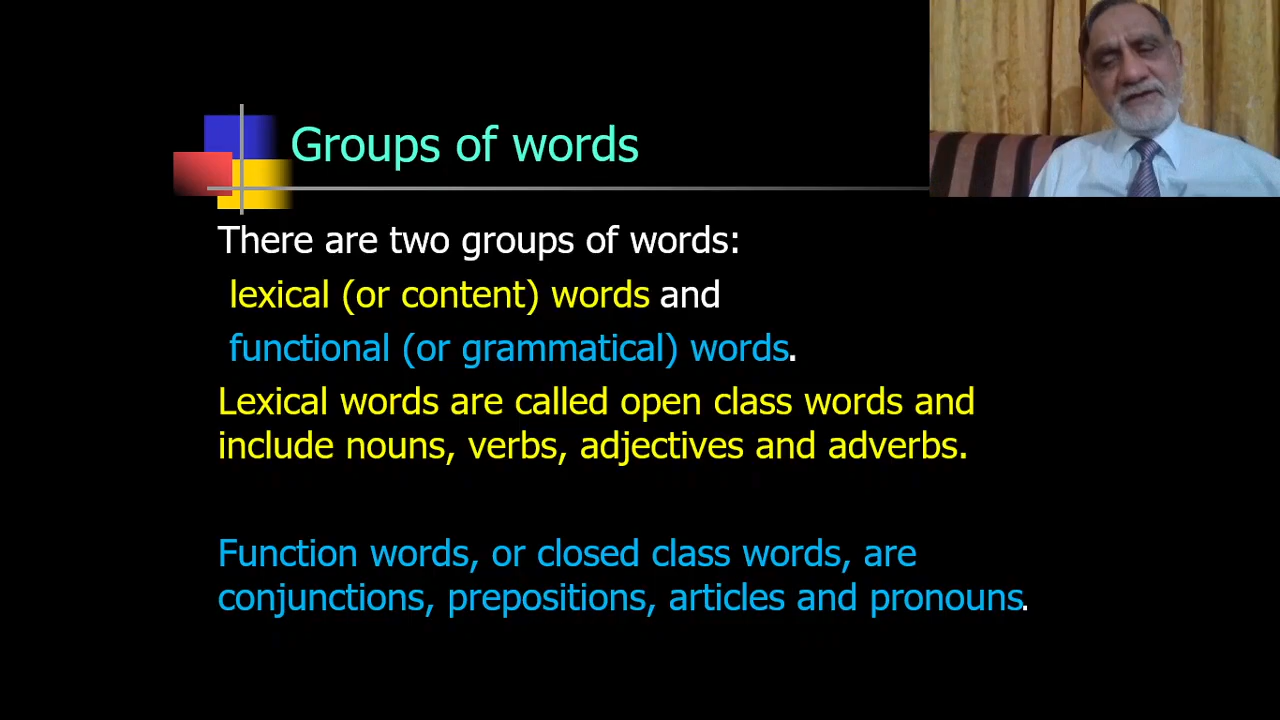 Groups of words
There are two groups of words:
lexical (or content) words and
functional (or grammatical) words.
Lexical words are called open class words and
include nouns, verbs, adjectives and adverbs.
Function words, or closed class words, are
conjunctions, prepositions, articles and pronouns.